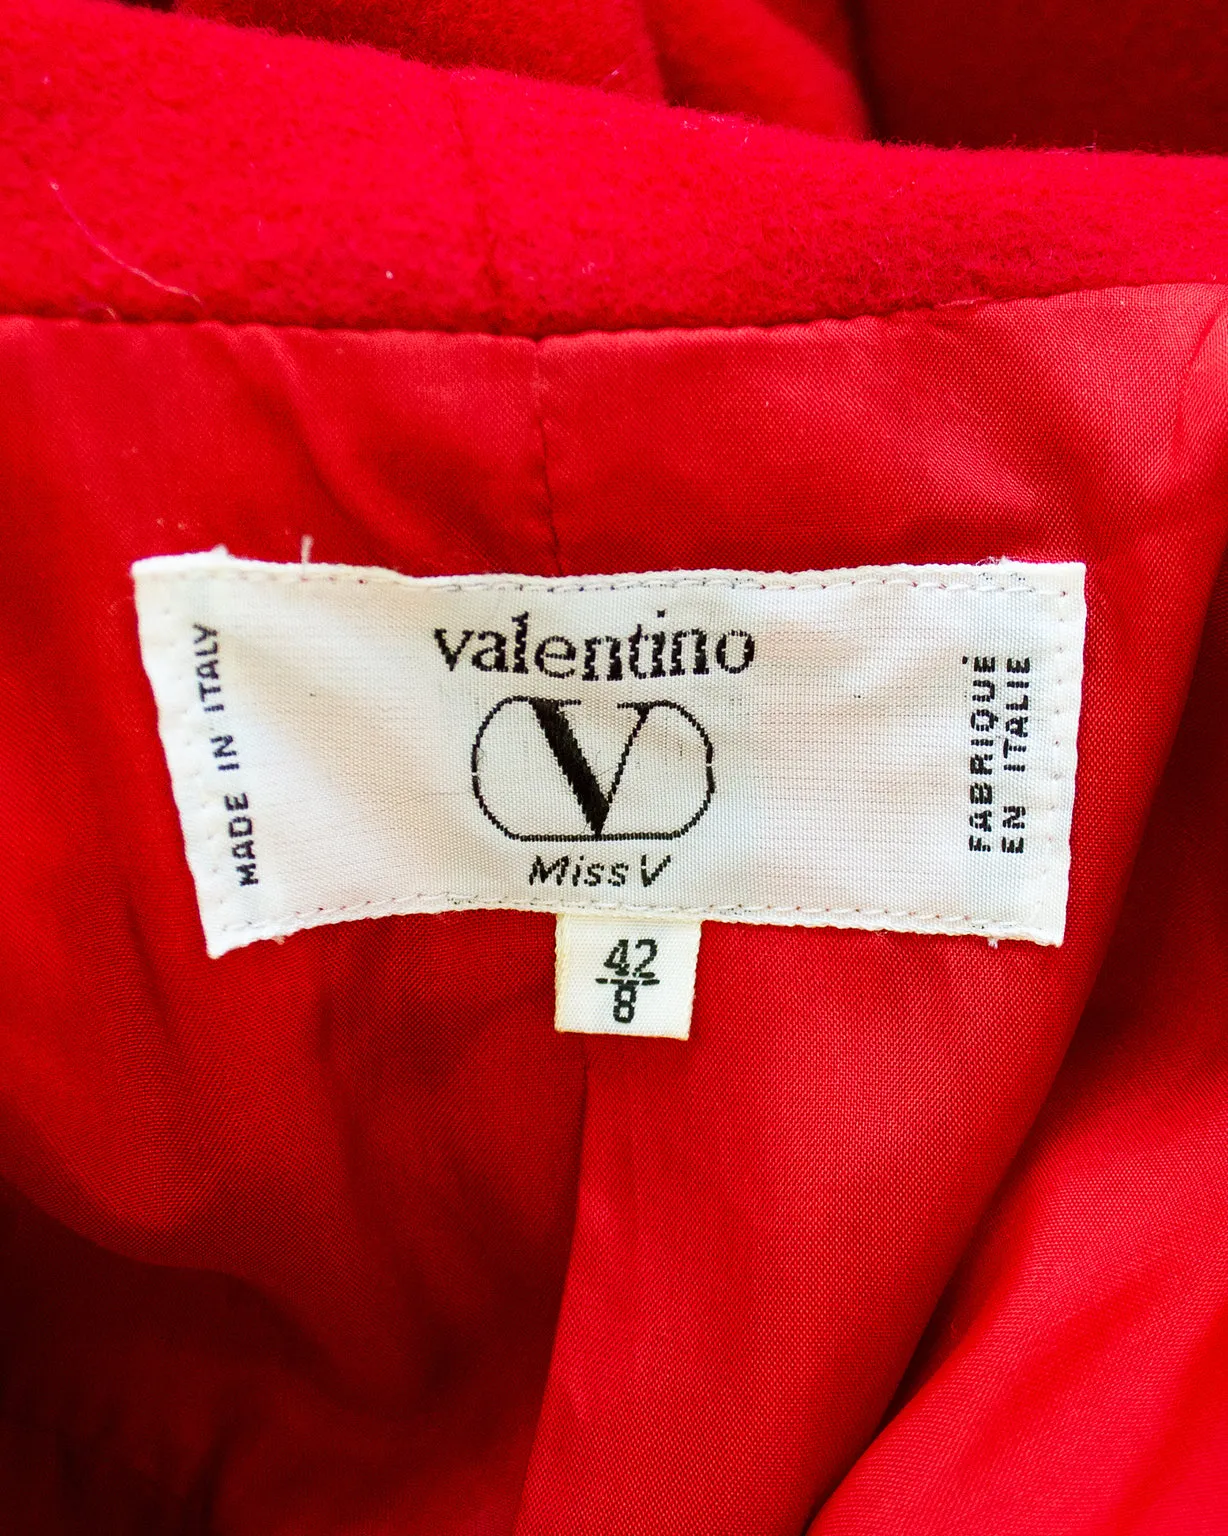 valentino
V
Miss V
MADE IN ITALY
FABRIQUÉ
EN ITALIE
42
8